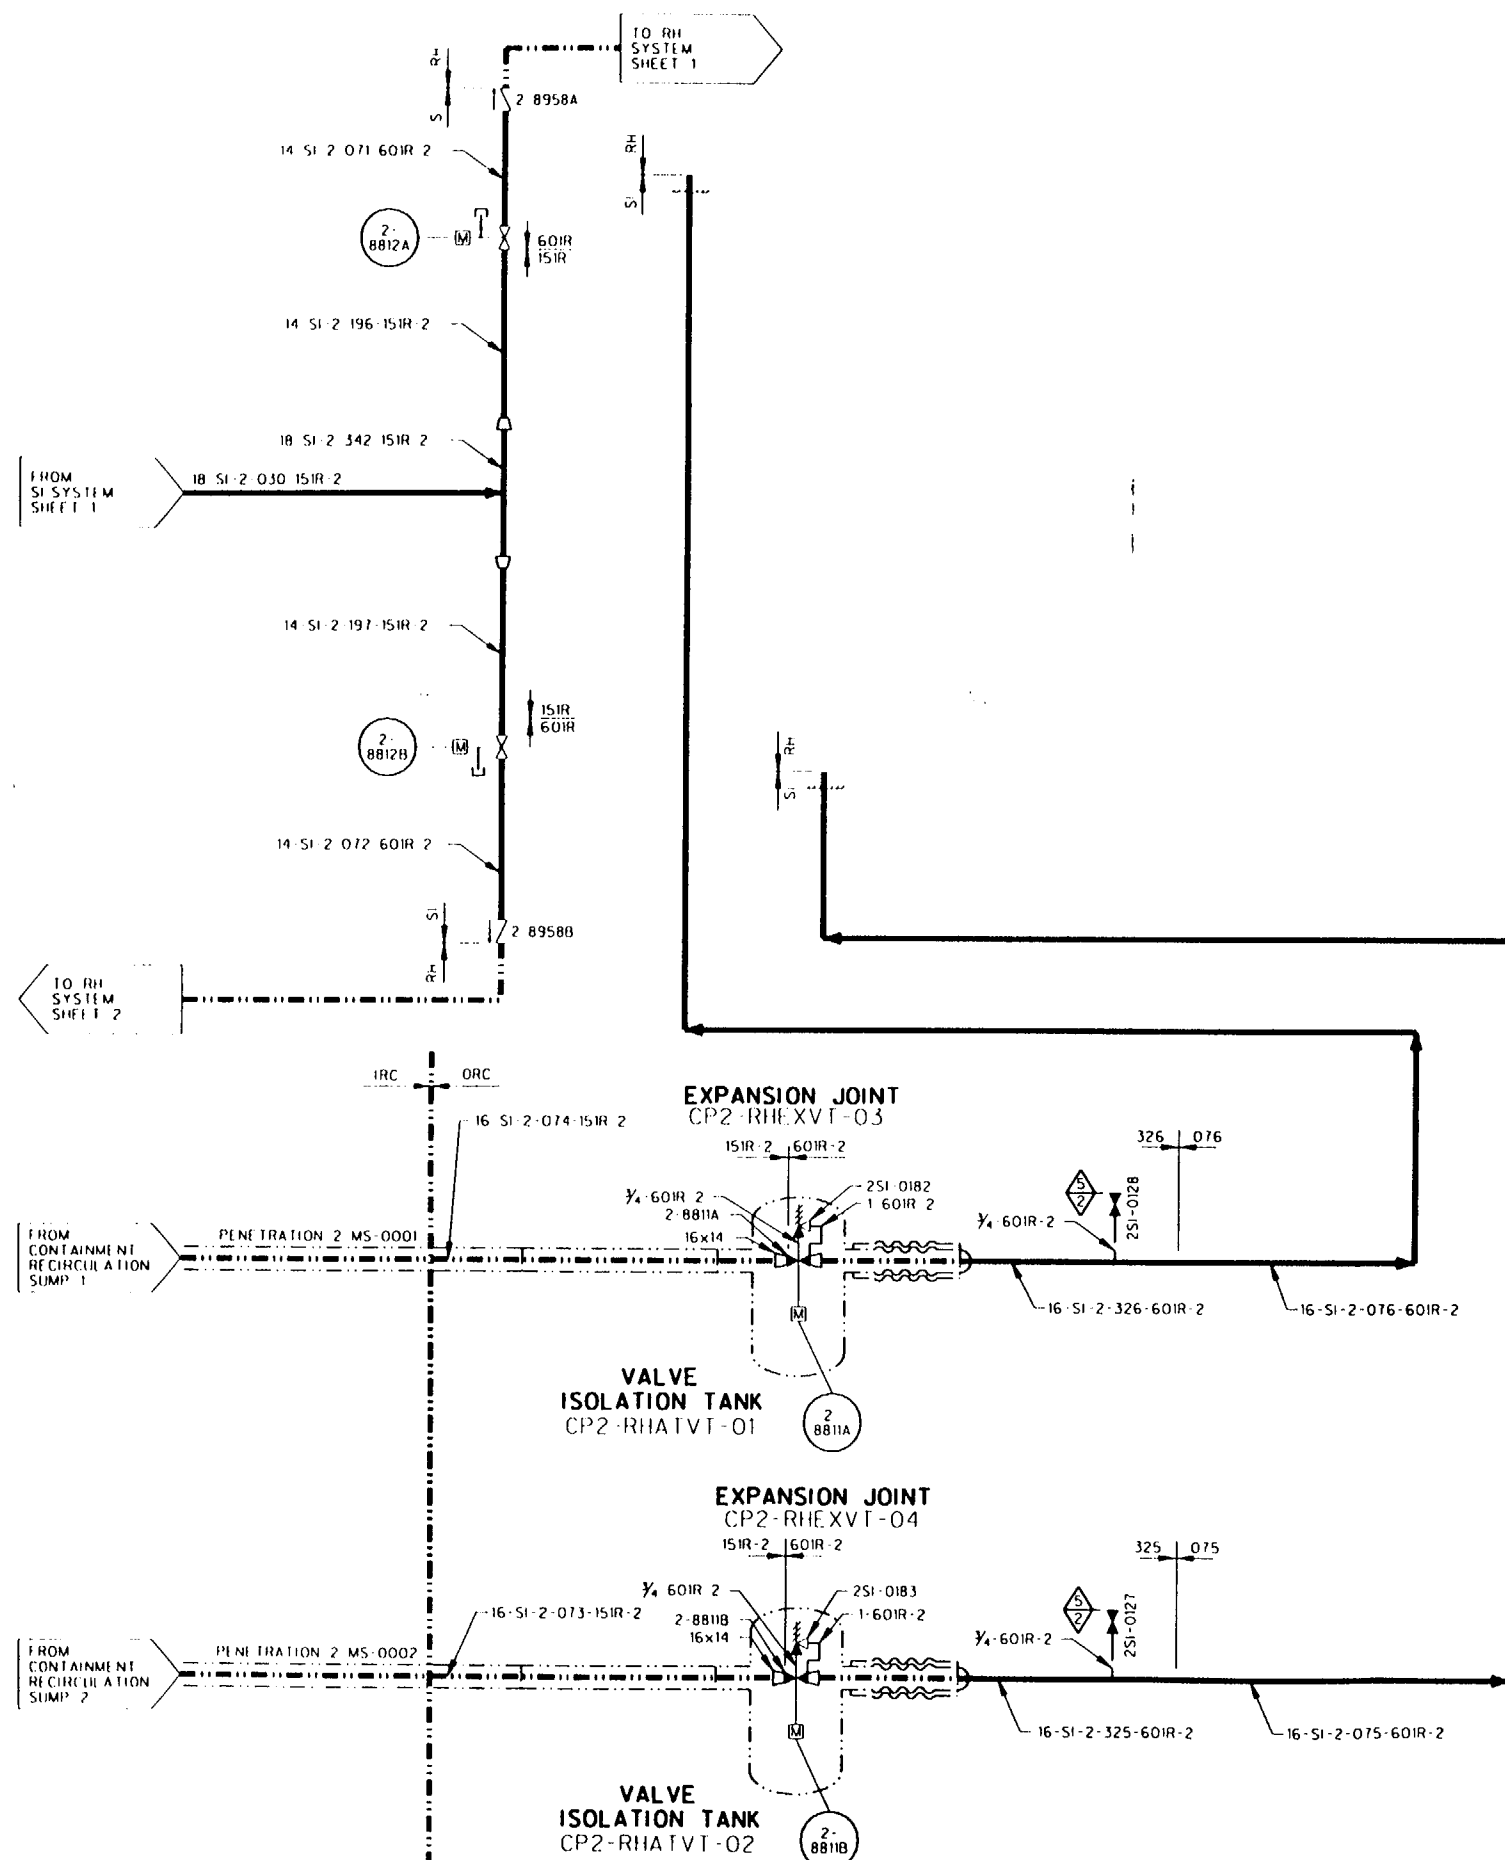 TO RH
SYSTEM
SHEET 1
RH
S
2 8958A
14 SI-2 071 601R 2
RH
SI
2-
8812A
M
601R
151R
14 SI-2 196-151R-2
18 SI-2 342 151R 2
FROM
SI SYSTEM
SHEET 1
18 SI-2-030 151R-2
14-SI-2-197-151R-2
151R
601R
2-
8812B
M
RH
SI
14-SI-2 072 601R 2
SI
RH
2 8958B
TO RH
SYSTEM
SHEET 2
IRC
ORC
EXPANSION JOINT
CP2-RHEXVT-03
16 SI-2-074-151R 2
151R-2
601R-2
326
076
5
2
2SI-0128
3/4-601R 2
2SI-0182
2-8811A
1 601R 2
3/4-601R-2
FROM
CONTAINMENT
RECIRCULATION
SUMP 1
PENETRATION 2 MS-0001
16x14
16-SI-2-326-601R-2
16-SI-2-076-601R-2
M
VALVE
ISOLATION TANK
CP2-RHATVT-01
2
8811A
EXPANSION JOINT
CP2-RHEXVT-04
151R-2
601R-2
325
075
5
2
2SI-0127
3/4 601R 2
2SI-0183
16-SI-2-073-151R-2
2-8811B
1-601R-2
16x14
3/4-601R-2
FROM
CONTAINMENT
RECIRCULATION
SUMP 2
PENETRATION 2 MS-0002
16-SI-2-325-601R-2
16-SI-2-075-601R-2
M
VALVE
ISOLATION TANK
CP2-RHATVT-02
2-
8811B